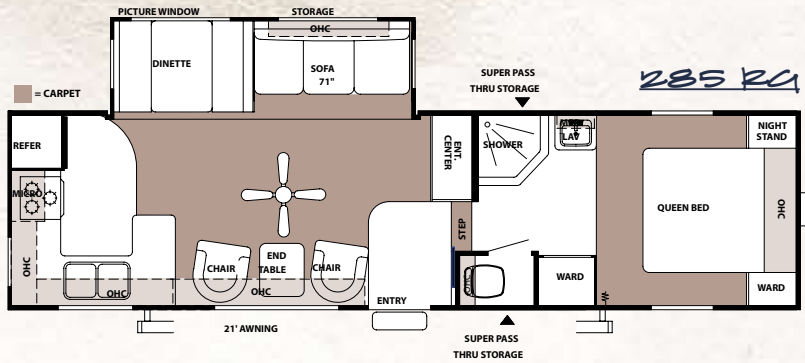 PICTURE WINDOW
STORAGE
OHC
DINETTE
SOFA
71"
SUPER PASS
THRU STORAGE
285 RG
= CARPET
REFER
ENT.
CENTER
SHOWER
LAV
NIGHT
STAND
MICRO
QUEEN BED
OHC
STEP
OHC
CHAIR
END
TABLE
CHAIR
OHC
WARD
WARD
OHC
OHC
ENTRY
21' AWNING
SUPER PASS
THRU STORAGE